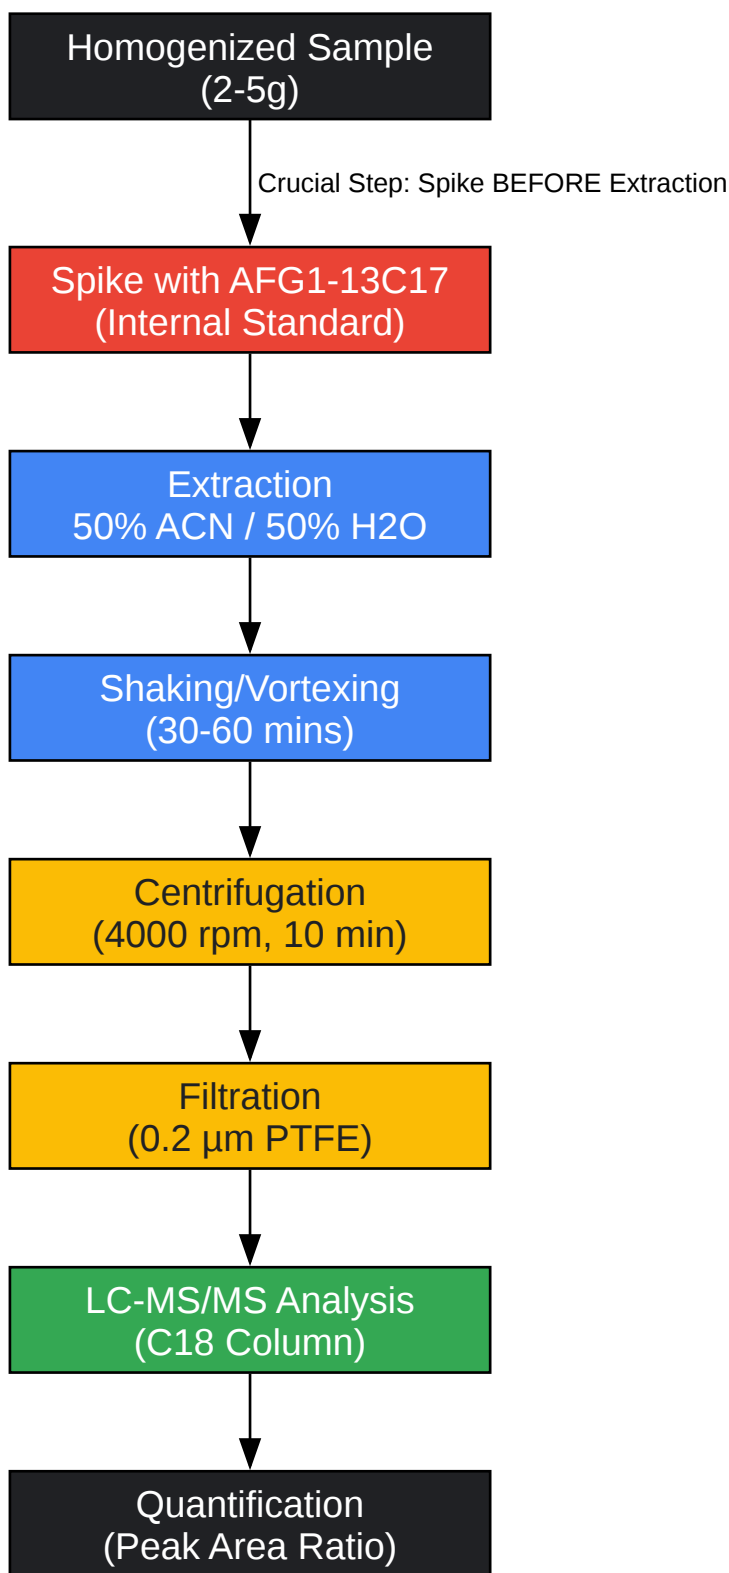 Homogenized Sample
(2-5g)
Crucial Step: Spike BEFORE Extraction
Spike with AFG1-13C17
(Internal Standard)
Extraction
50% ACN / 50% H2O
Shaking/Vortexing
(30-60 mins)
Centrifugation
(4000 rpm, 10 min)
Filtration
(0.2 µm PTFE)
LC-MS/MS Analysis
(C18 Column)
Quantification
(Peak Area Ratio)